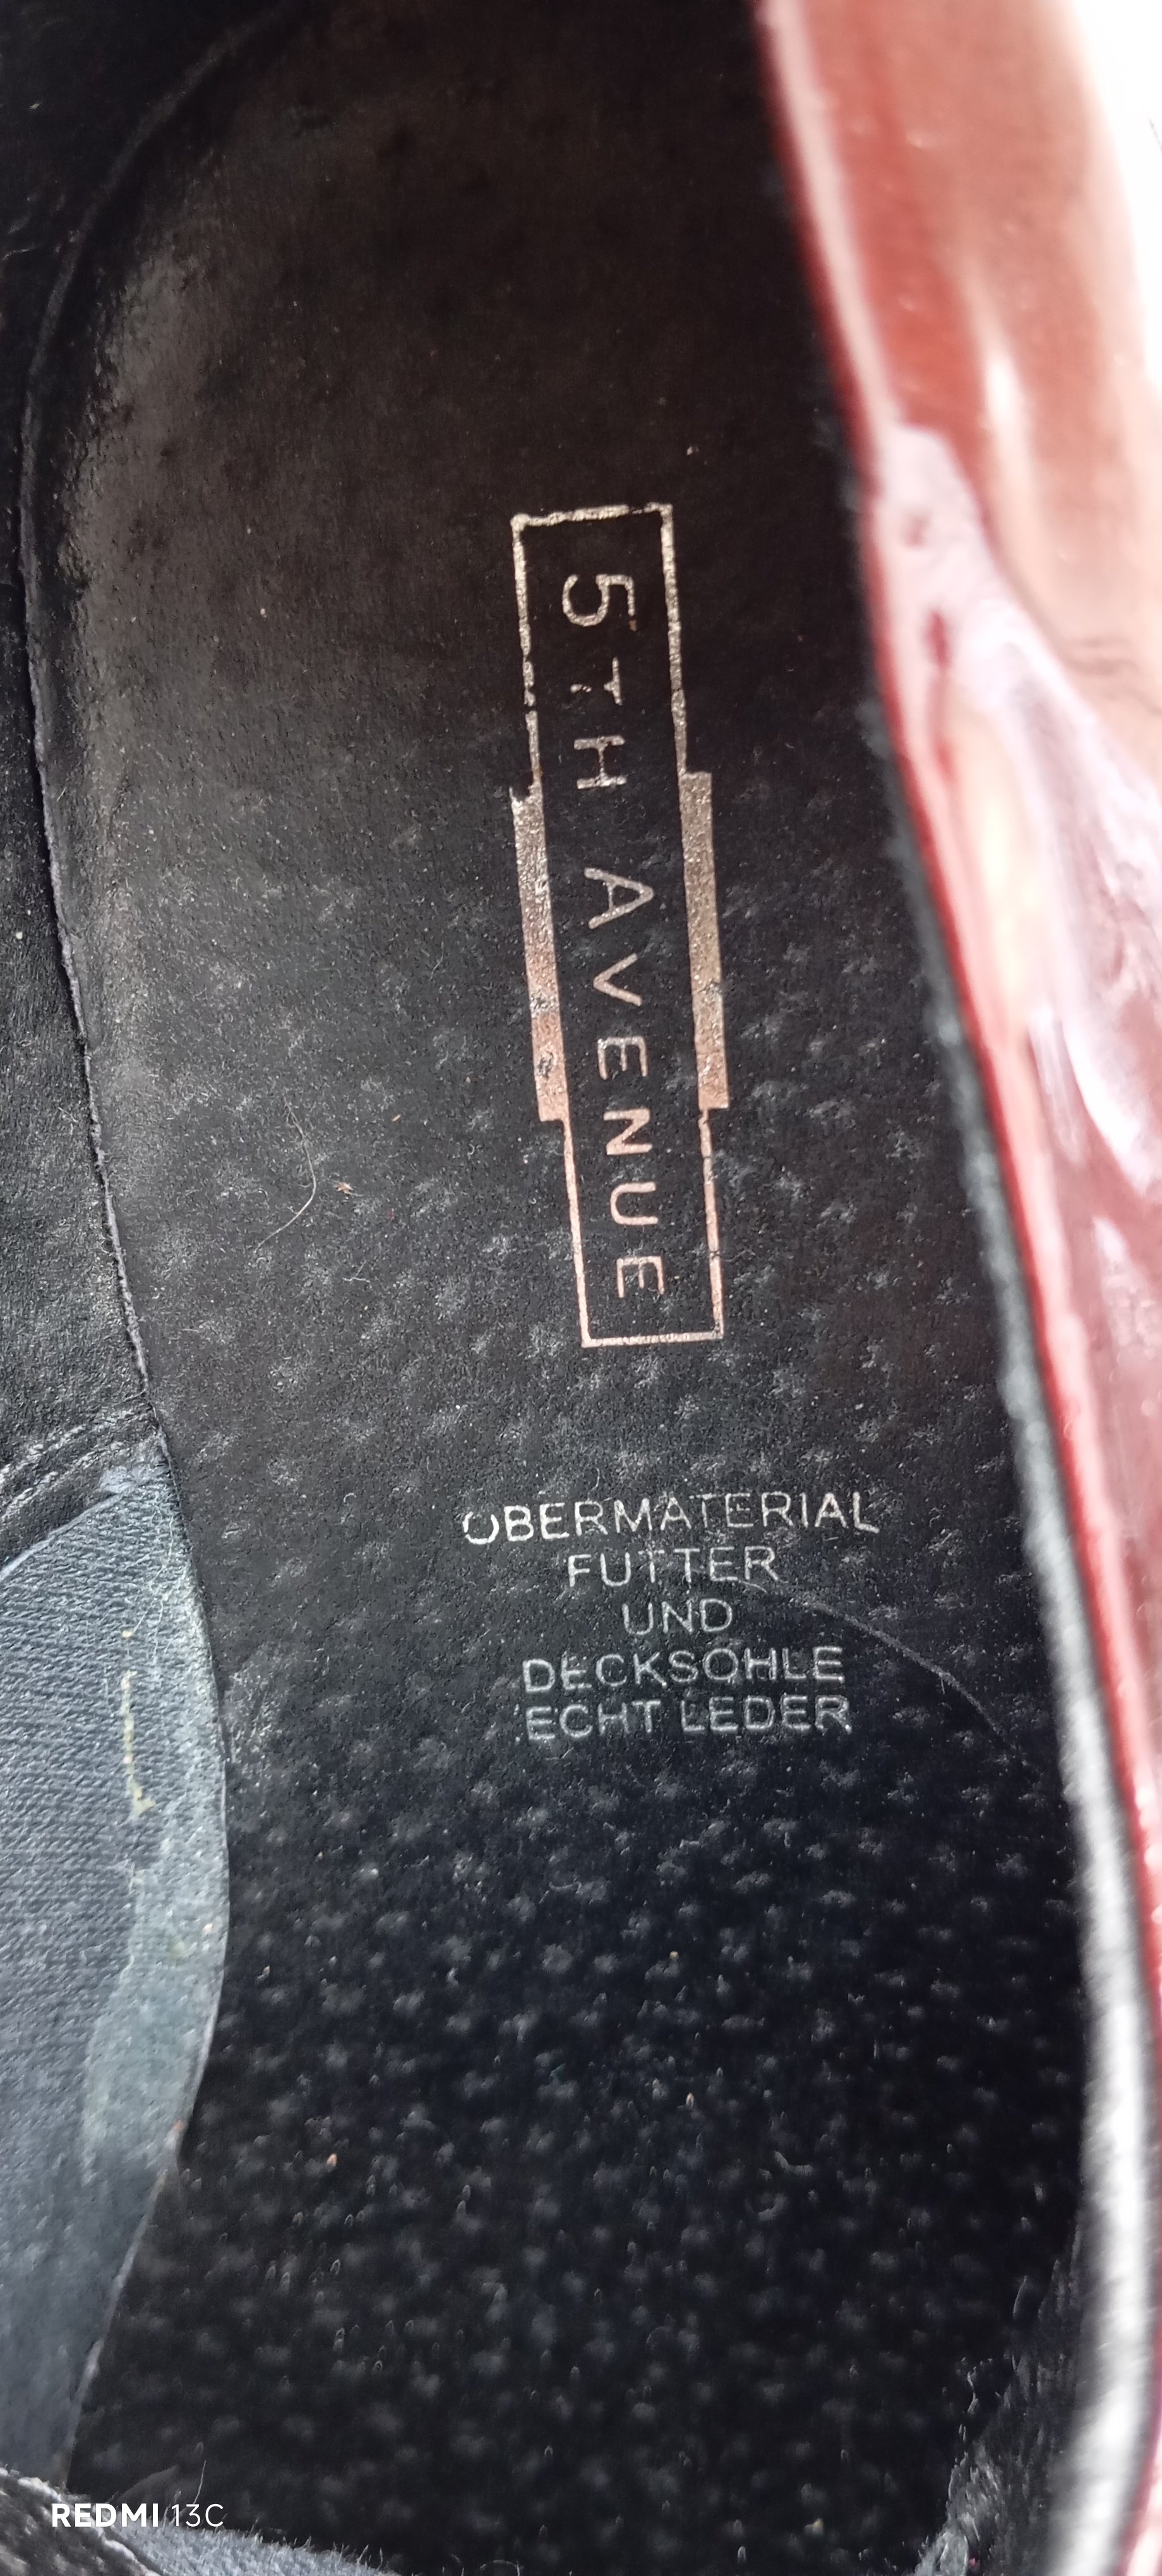 5TH AVENUE
OBERMATERIAL
FUTTER
UND
DECKSOHLE
ECHT LEDER
REDMI 13C